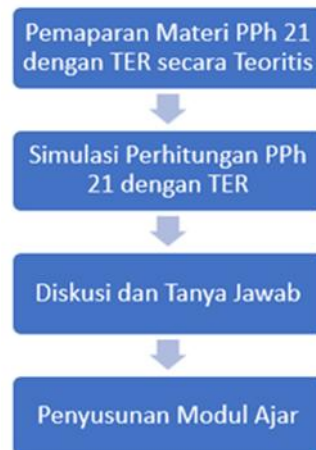 Pemaparan Materi PPh 21
dengan TER secara Teoritis
Simulasi Perhitungan PPh
21 dengan TER
Diskusi dan Tanya Jawab
Penyusunan Modul Ajar